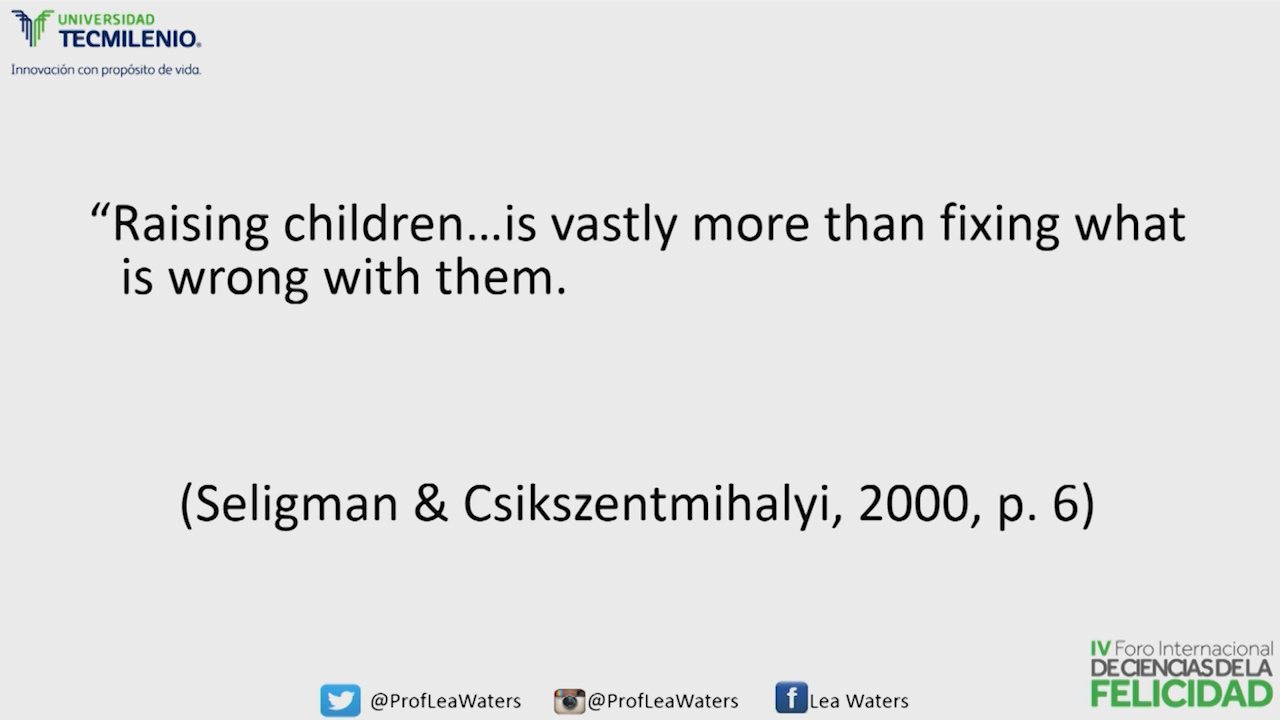 UNIVERSIDAD
TECMILENIO®
Innovación con propósito de vida.
“Raising children...is vastly more than fixing what
is wrong with them.
(Seligman & Csikszentmihalyi, 2000, p. 6)
@ProfLeaWaters
@ProfLeaWaters
f Lea Waters
IV Foro Internacional
DE CIENCIAS DE LA
FELICIDAD